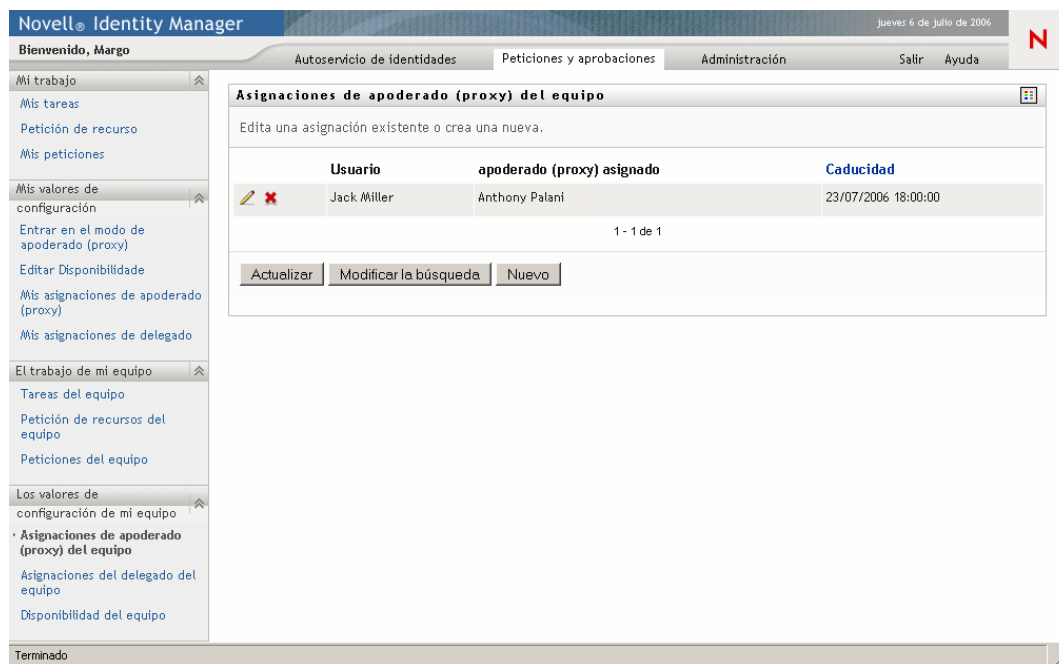 Novell® Identity Manager
jueves 6 de julio de 2006
N
Bienvenido, Margo
Autoservicio de identidades
Peticiones y aprobaciones
Administración
Salir
Ayuda
Mi trabajo
Mis tareas
Petición de recurso
Mis peticiones
Mis valores de
configuración
Entrar en el modo de
apoderado (proxy)
Editar Disponibilidade
Mis asignaciones de apoderado
(proxy)
Mis asignaciones de delegado
El trabajo de mi equipo
Tareas del equipo
Petición de recursos del
equipo
Peticiones del equipo
Los valores de
configuración de mi equipo
Asignaciones de apoderado
(proxy) del equipo
Asignaciones del delegado del
equipo
Disponibilidad del equipo
Asignaciones de apoderado (proxy) del equipo
Edita una asignación existente o crea una nueva.
Usuario apoderado (proxy) asignado Caducidad
Jack Miller Anthony Palani 23/07/2006 18:00:00
1 - 1 de 1
Actualizar Modificar la búsqueda Nuevo
Terminado